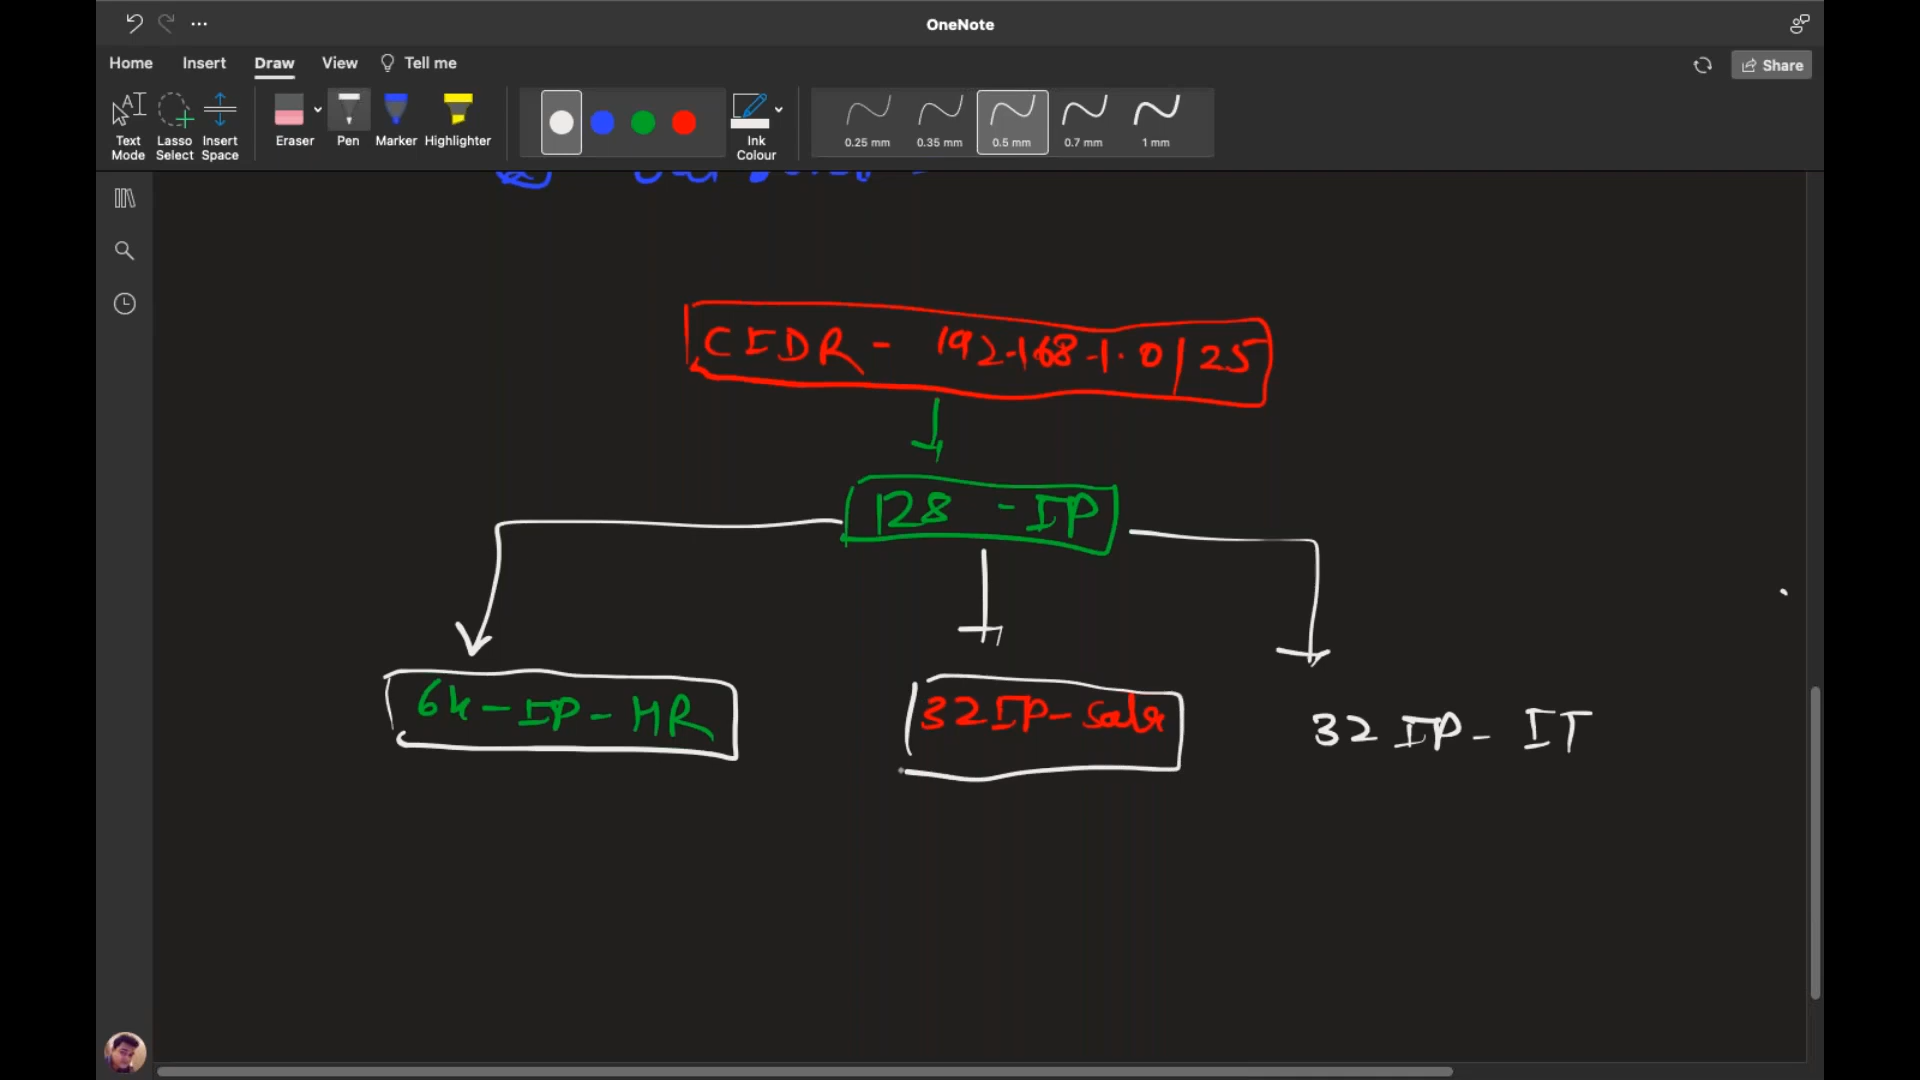 OneNote
Home Insert Draw View Tell me
Share
Text Mode
Lasso Select
Insert Space
Eraser
Pen
Marker
Highlighter
Ink Colour
0.25 mm
0.35 mm
0.5 mm
0.7 mm
1 mm
CIDR - 192.168.1.0/25
128 - IP
64 - IP - HR
32 IP - Sales
32 IP - IT